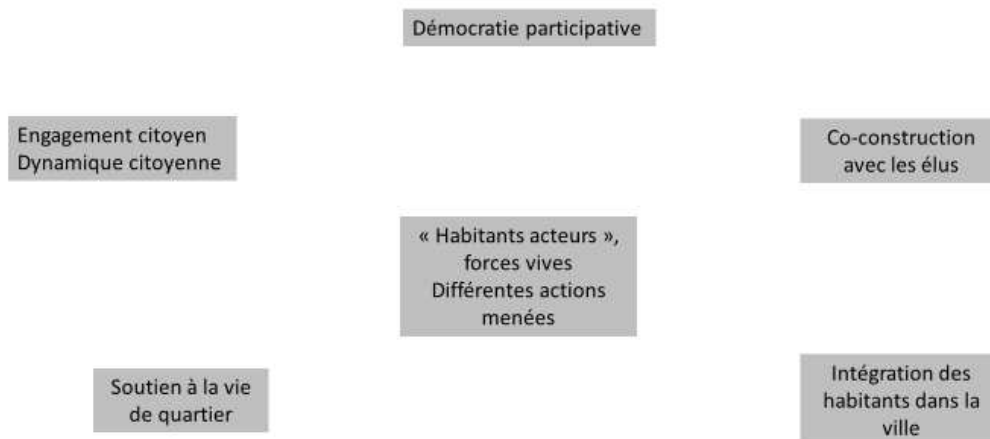 Démocratie participative
Engagement citoyen
Dynamique citoyenne
Co-construction
avec les élus
« Habitants acteurs »,
forces vives
Différentes actions
menées
Soutien à la vie
de quartier
Intégration des
habitants dans la
ville